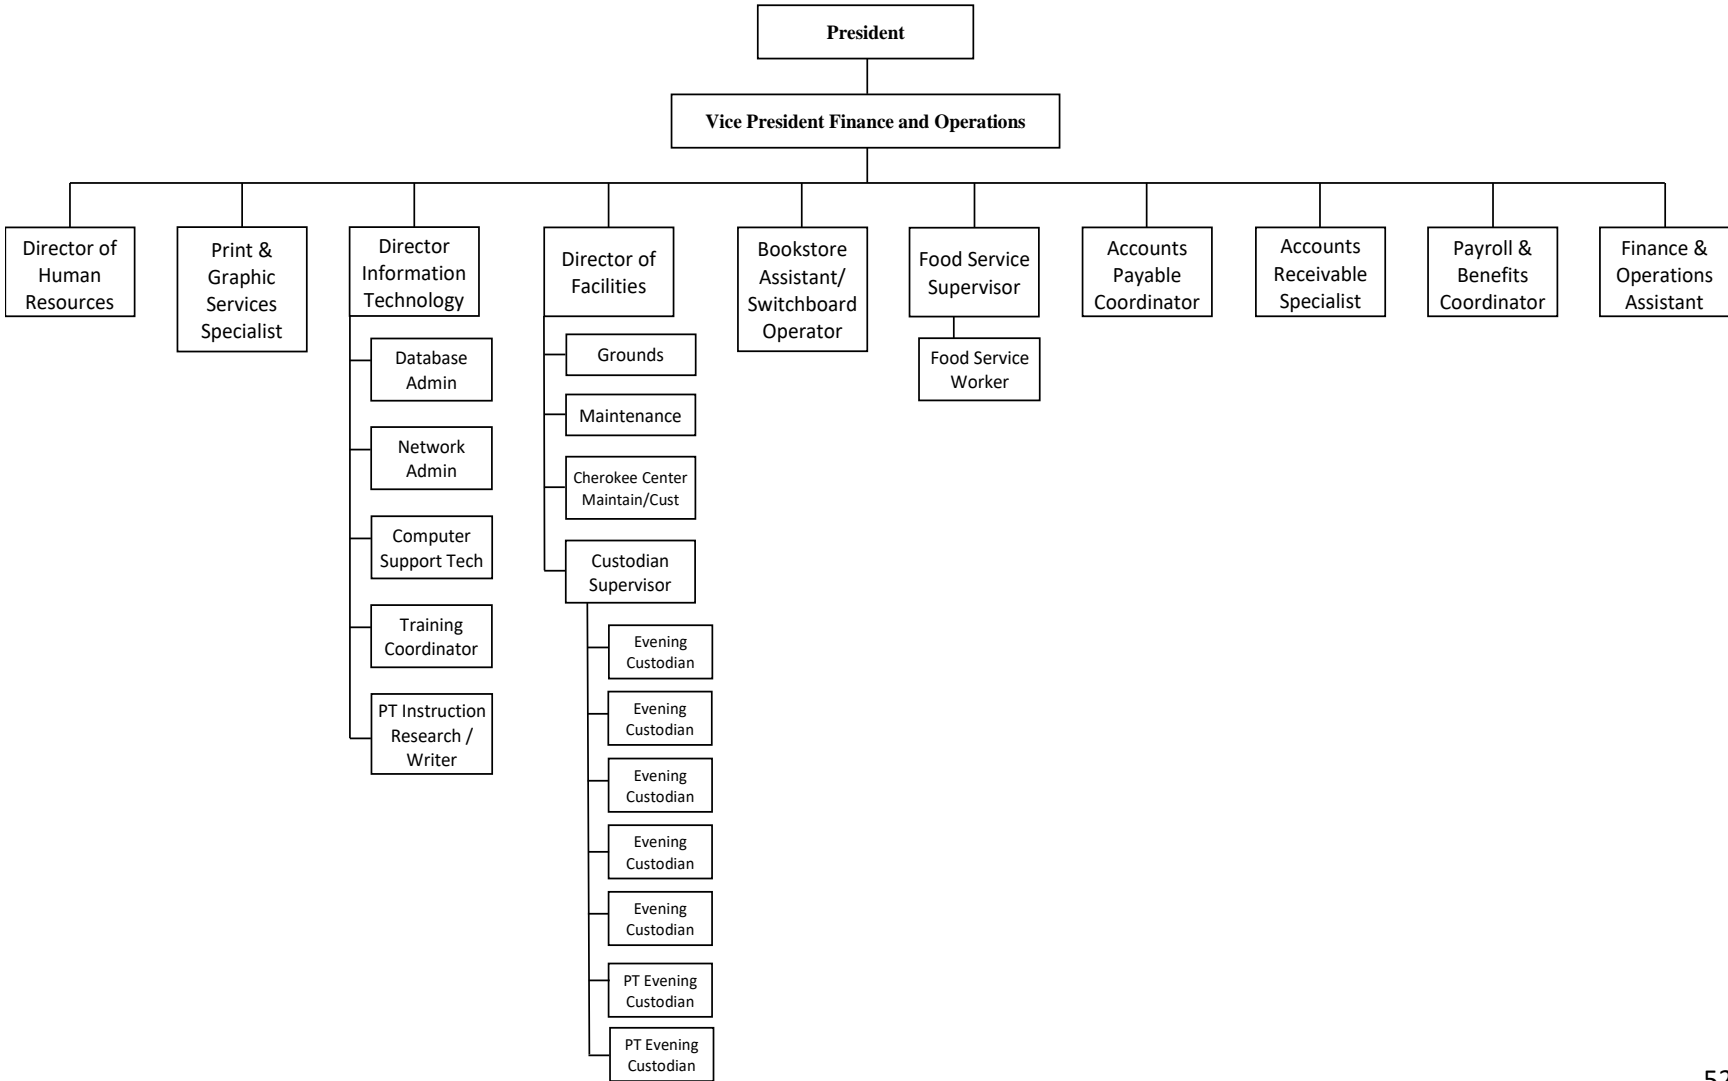 President
Vice President Finance and Operations
Director of
Human
Resources
Print &
Graphic
Services
Specialist
Director
Information
Technology
Database
Admin
Network
Admin
Computer
Support Tech
Training
Coordinator
PT Instruction
Research /
Writer
Director of
Facilities
Grounds
Maintenance
Cherokee Center
Maintain/Cust
Custodian
Supervisor
Evening
Custodian
Evening
Custodian
Evening
Custodian
Evening
Custodian
Evening
Custodian
PT Evening
Custodian
PT Evening
Custodian
Bookstore
Assistant/
Switchboard
Operator
Food Service
Supervisor
Food Service
Worker
Accounts
Payable
Coordinator
Accounts
Receivable
Specialist
Payroll &
Benefits
Coordinator
Finance &
Operations
Assistant
52